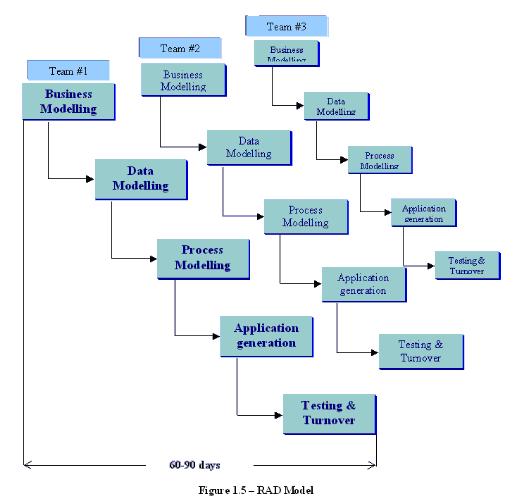 Team #1
Business
Modelling
Data
Modelling
Process
Modelling
Application
generation
Testing &
Turnover
Team #2
Business
Modelling
Data
Modelling
Process
Modelling
Application
generation
Testing &
Turnover
Team #3
Business
Modelling
Data
Modelling
Process
Modelling
Application
generation
Testing &
Turnover
60-90 days
Figure 1.5 – RAD Model